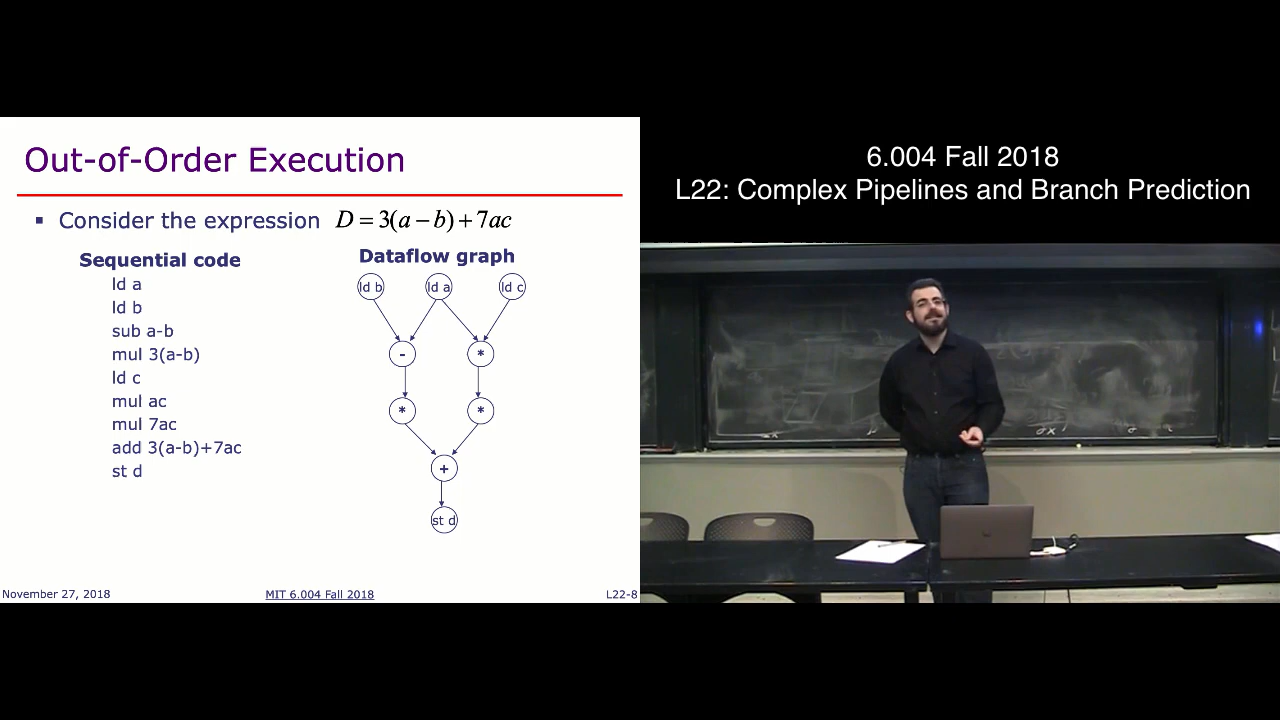 Out-of-Order Execution
▪ Consider the expression D = 3(a − b) + 7ac
Sequential code
ld a
ld b
sub a-b
mul 3(a-b)
ld c
mul ac
mul 7ac
add 3(a-b)+7ac
st d
Dataflow graph
ld b
ld a
ld c
-
*
*
*
+
st d
November 27, 2018
MIT 6.004 Fall 2018
L22-8
6.004 Fall 2018
L22: Complex Pipelines and Branch Prediction